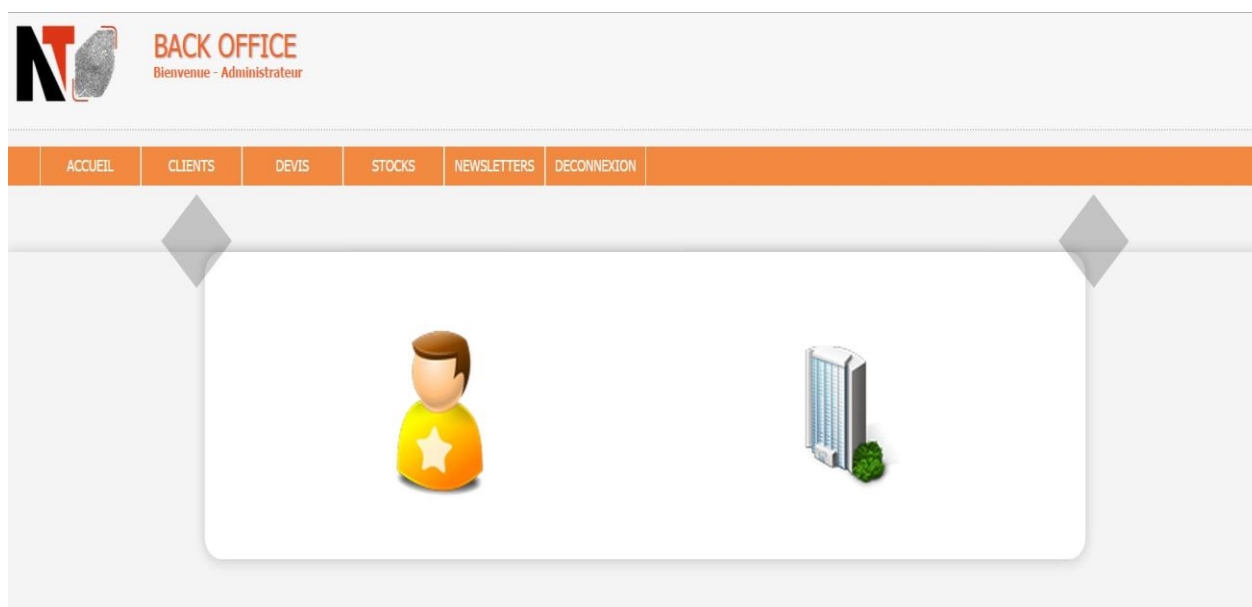 NT
BACK OFFICE
Bienvenue - Administrateur
ACCUEIL CLIENTS DEVIS STOCKS NEWSLETTERS DECONNEXION